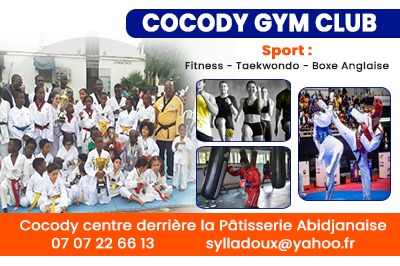 COCODY GYM CLUB
Sport :
Fitness - Taekwondo - Boxe Anglaise
Cocody centre derrière la Pâtisserie Abidjanaise
07 07 22 66 13 sylladoux@yahoo.fr